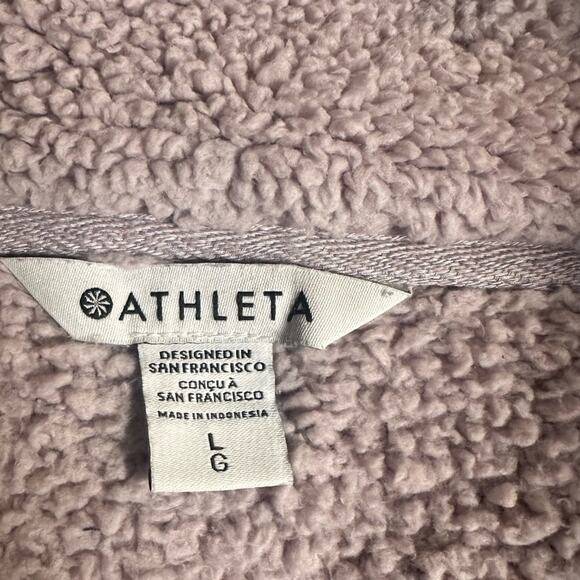 ATHLETA
DESIGNED IN
SAN FRANCISCO
CONÇU À
SAN FRANCISCO
MADE IN INDONESIA
L
G